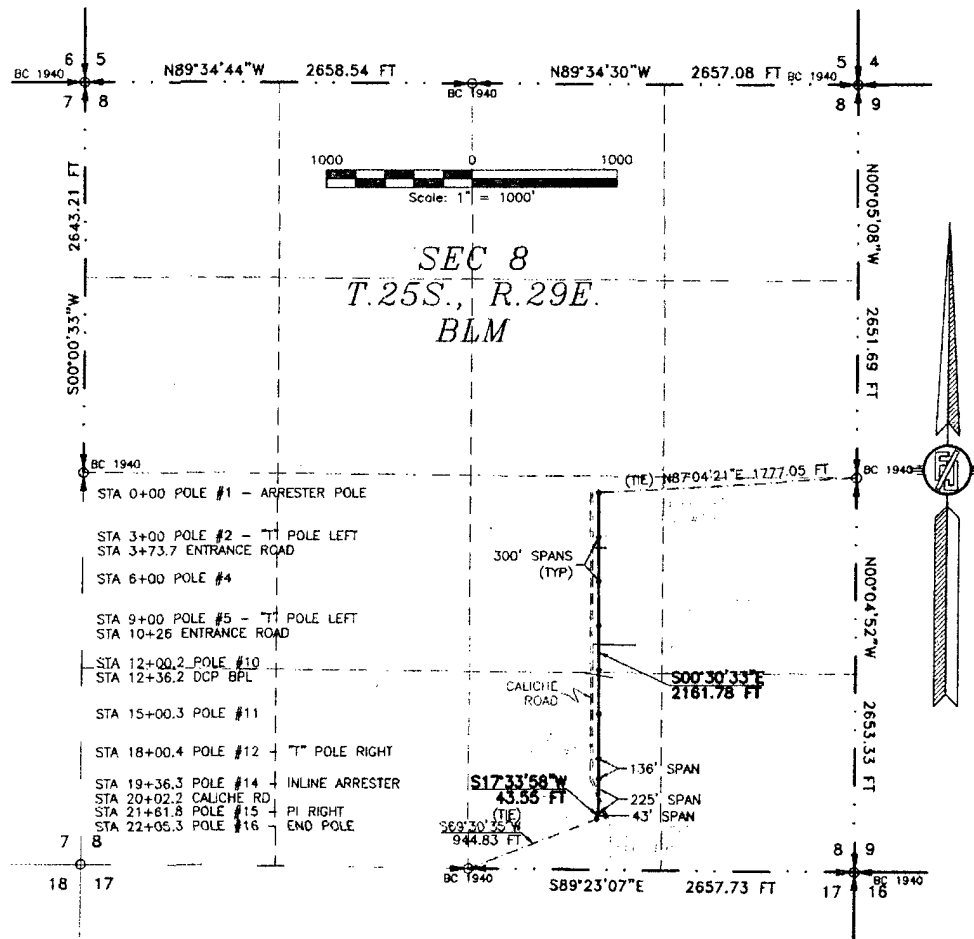 6 5
BC 1940
7 8
N89°34'44"W 2658.54 FT
BC 1940
N89°34'30"W 2657.08 FT
BC 1940
5 4
8 9
1000 0 1000
Scale: 1" = 1000'
SEC 8
T.25S., R.29E.
BLM
S00°00'33"W 2643.21 FT
N00°05'08"W 2651.69 FT
BC 1940
(TIE) N87°04'21"E 1777.05 FT
BC 1940
STA 0+00 POLE #1 - ARRESTER POLE
STA 3+00 POLE #2 - "T" POLE LEFT
STA 3+73.7 ENTRANCE ROAD
STA 6+00 POLE #4
STA 9+00 POLE #5 - "T" POLE LEFT
STA 10+26 ENTRANCE ROAD
STA 12+00.2 POLE #10
STA 12+36.2 DCP BPL
STA 15+00.3 POLE #11
STA 18+00.4 POLE #12 - "T" POLE RIGHT
STA 19+36.3 POLE #14 - INLINE ARRESTER
STA 20+02.2 CALICHE RD
STA 21+61.8 POLE #15 - PI RIGHT
STA 22+05.3 POLE #16 - END POLE
300' SPANS
(TYP)
CALICHE
ROAD
S00°30'33"E
2161.78 FT
N00°04'52"W 2653.33 FT
136' SPAN
225' SPAN
43' SPAN
S17°33'58"W
43.55 FT
(TIE)
S69°30'35"W
944.83 FT
7 8
18 17
BC 1940
S89°23'07"E 2657.73 FT
8 9
17 16
BC 1940